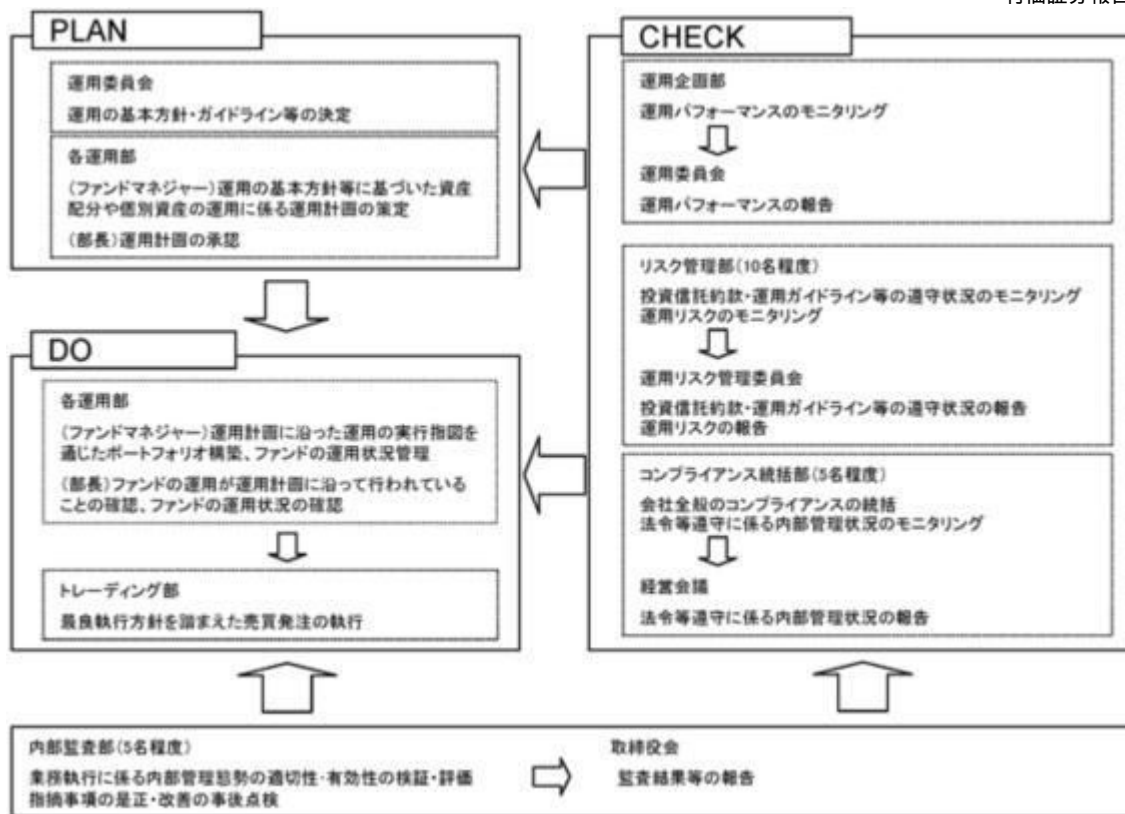 PLAN
運用委員会
運用の基本方針・ガイドライン等の決定
各運用部
(ファンドマネジャー)運用の基本方針等に基づいた資産
配分や個別資産の運用に係る運用計画の策定
(部長)運用計画の承認
DO
各運用部
(ファンドマネジャー)運用計画に沿った運用の実行指図を
通じたポートフォリオ構築、ファンドの運用状況管理
(部長)ファンドの運用が運用計画に沿って行われている
ことの確認、ファンドの運用状況の確認
トレーディング部
最良執行方針を踏まえた売買発注の執行
CHECK
運用企画部
運用パフォーマンスのモニタリング
運用委員会
運用パフォーマンスの報告
リスク管理部(10名程度)
投資信託約款・運用ガイドライン等の遵守状況のモニタリング
運用リスクのモニタリング
運用リスク管理委員会
投資信託約款・運用ガイドライン等の遵守状況の報告
運用リスクの報告
コンプライアンス統括部(5名程度)
会社全般のコンプライアンスの統括
法令等遵守に係る内部管理状況のモニタリング
経営会議
法令等遵守に係る内部管理状況の報告
内部監査部(5名程度)
業務執行に係る内部管理態勢の適切性・有効性の検証・評価
指摘事項の是正・改善の事後点検
取締役会
監査結果等の報告